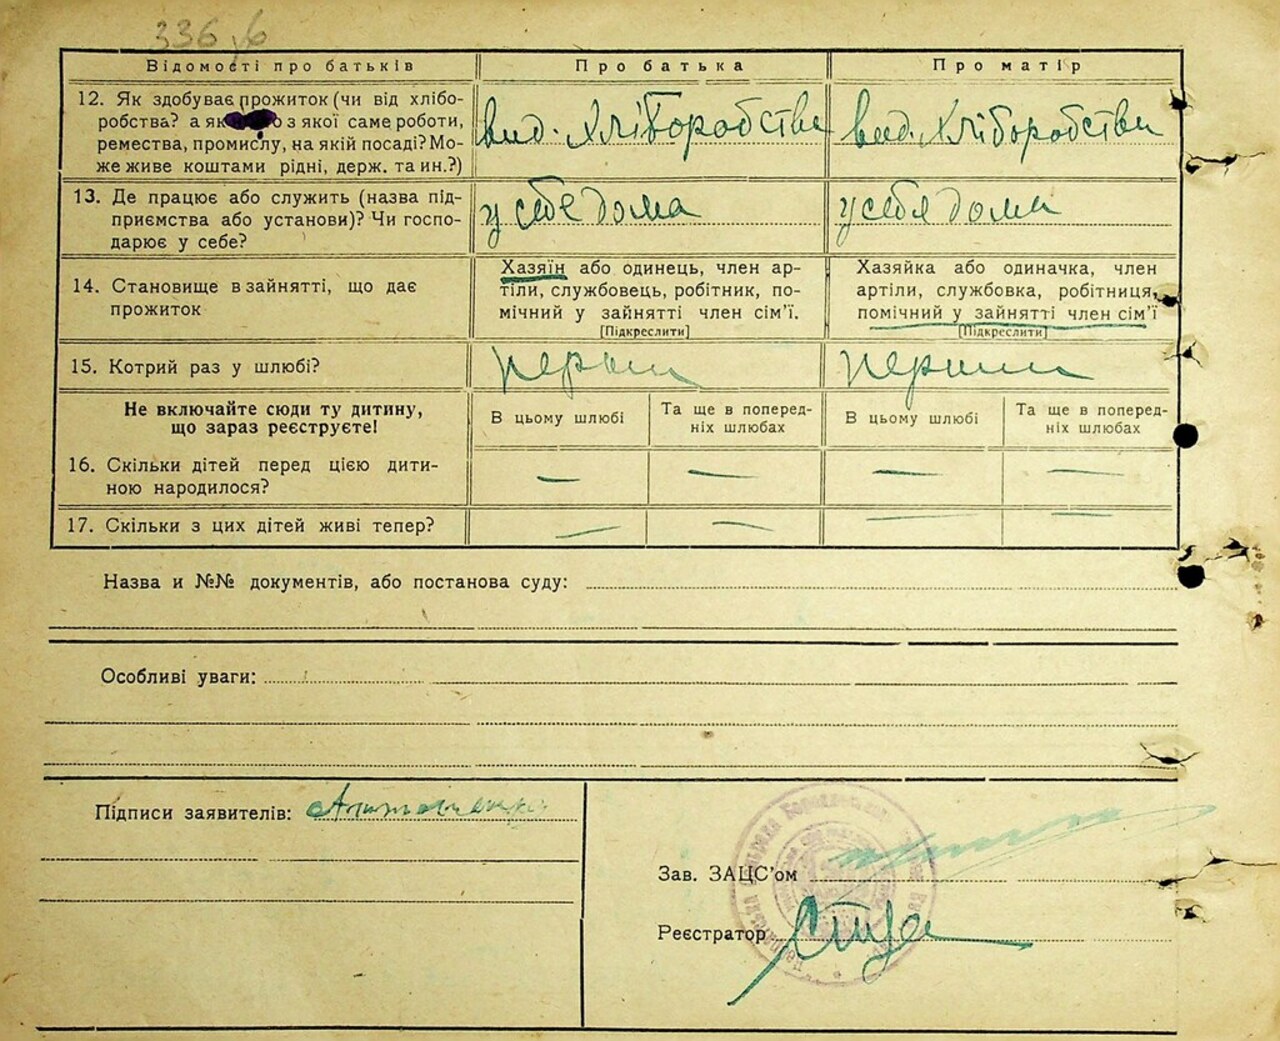 336
Відомості про батьків
Про батька
Про матір
12. Як здобуває прожиток (чи від хлібо-
робства? а як з якої саме роботи,
ремества, промислу, на якій посаді? Мо-
же живе коштами рідні, держ. та ин.?)
вид. хліборобства
вид. хліборобстви
13. Де працює або служить (назва під-
приємства або установи)? Чи госпо-
дарює у себе?
у себе дома
у себя дома
14. Становище в зайнятті, що дає
прожиток
Хазяїн або одинець, член ар-
тіли, службовець, робітник, по-
мічний у зайнятті член сім'ї.
[Підкреслити]
Хазяйка або одиначка, член
артіли, службовка, робітниця,
помічний у зайнятті член сім'ї
[Підкреслити]
15. Котрий раз у шлюбі?
перши
перший
Не включайте сюди ту дитину,
що зараз реєструєте!
В цьому шлюбі
Та ще в поперед-
ніх шлюбах
В цьому шлюбі
Та ще в поперед-
ніх шлюбах
16. Скільки дітей перед цією дити-
ною народилося?
— — — —
17. Скільки з цих дітей живі тепер?
— — — —
Назва и №№ документів, або постанова суду:
Особливі уваги:
Підписи заявителів:
Зав. ЗАЦС'ом
Реєстратор